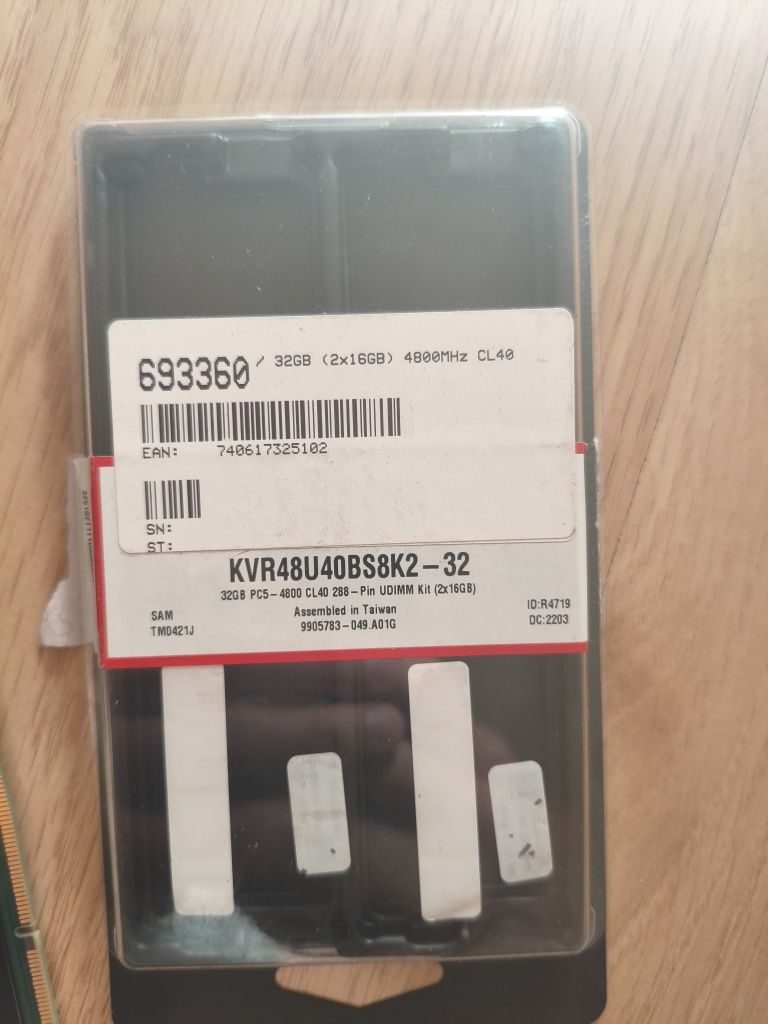 693360 / 32GB (2x16GB) 4800MHz CL40
EAN: 740617325102
SN:
ST:
KVR48U40BS8K2-32
32GB PC5-4800 CL40 288-Pin UDIMM Kit (2x16GB)
SAM Assembled in Taiwan ID:R4719
TM0421J 9905783-049.A01G DC:2203